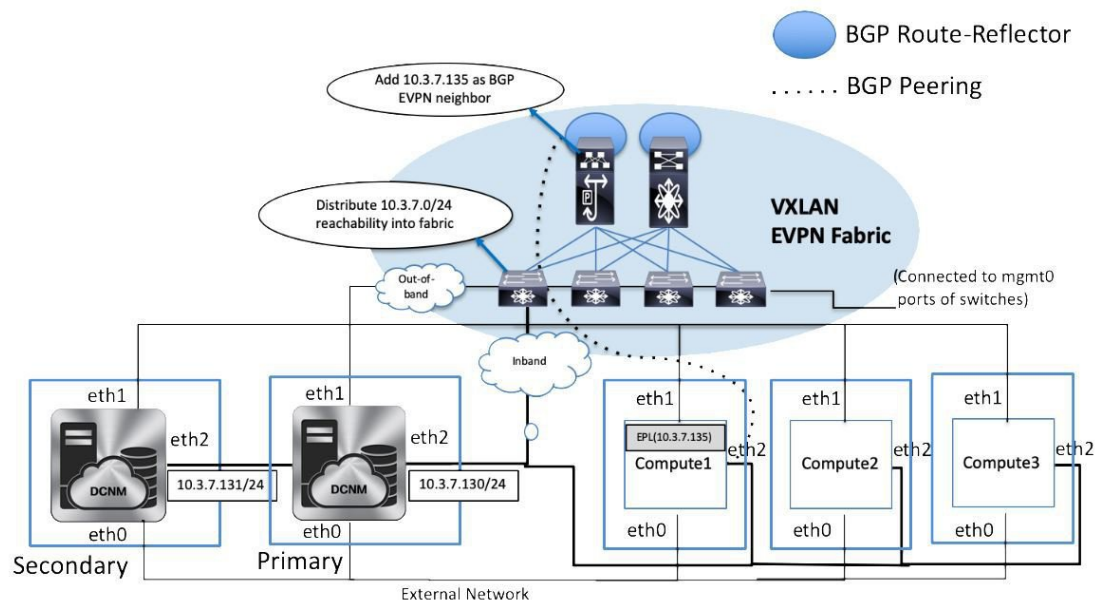 BGP Route-Reflector
BGP Peering
Add 10.3.7.135 as BGP
EVPN neighbor
P
Distribute 10.3.7.0/24
reachability into fabric
VXLAN
EVPN Fabric
Out-of-
band
(Connected to mgmt0
ports of switches)
Inband
eth1
eth1
eth1
eth1
eth1
eth2
eth2
EPL(10.3.7.135)
eth2
eth2
eth2
Compute1
Compute2
Compute3
DCNM
10.3.7.131/24
DCNM
10.3.7.130/24
eth0
eth0
eth0
eth0
eth0
Secondary
Primary
External Network